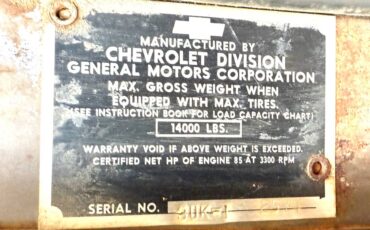 MANUFACTURED BY
CHEVROLET DIVISION
GENERAL MOTORS CORPORATION
MAX. GROSS WEIGHT WHEN
EQUIPPED WITH MAX. TIRES.
(SEE INSTRUCTION BOOK FOR LOAD CAPACITY CHART)
14000 LBS.
WARRANTY VOID IF ABOVE WEIGHT IS EXCEEDED.
CERTIFIED NET HP OF ENGINE 85 AT 3300 RPM
SERIAL NO.